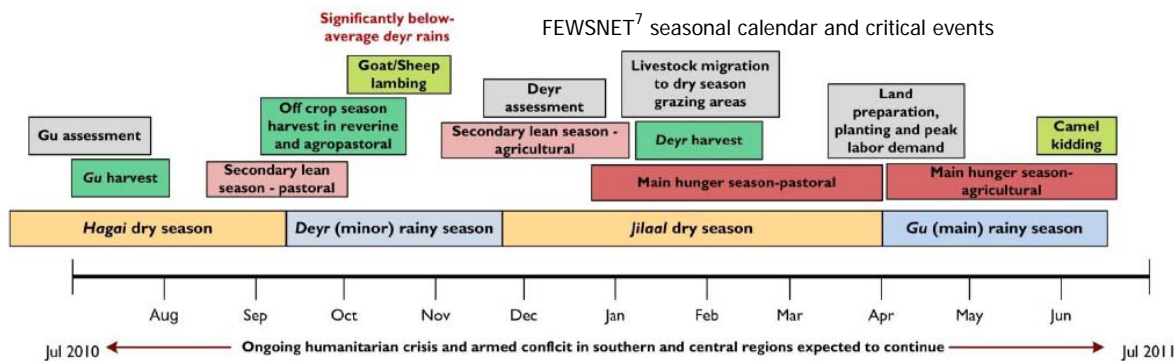 Significantly below-
average deyr rains
FEWSNET7 seasonal calendar and critical events
Goat/Sheep
lambing
Livestock migration
to dry season
grazing areas
Deyr
assessment
Land
preparation,
planting and peak
labor demand
Off crop season
harvest in reverine
and agropastoral
Gu assessment
Secondary lean season -
agricultural
Deyr harvest
Camel
kidding
Gu harvest
Secondary lean
season - pastoral
Main hunger season-pastoral
Main hunger season-
agricultural
Hagai dry season
Deyr (minor) rainy season
Jilaal dry season
Gu (main) rainy season
Aug Sep Oct Nov Dec Jan Feb Mar Apr May Jun
Jul 2010 Ongoing humanitarian crisis and armed conflict in southern and central regions expected to continue Jul 2011